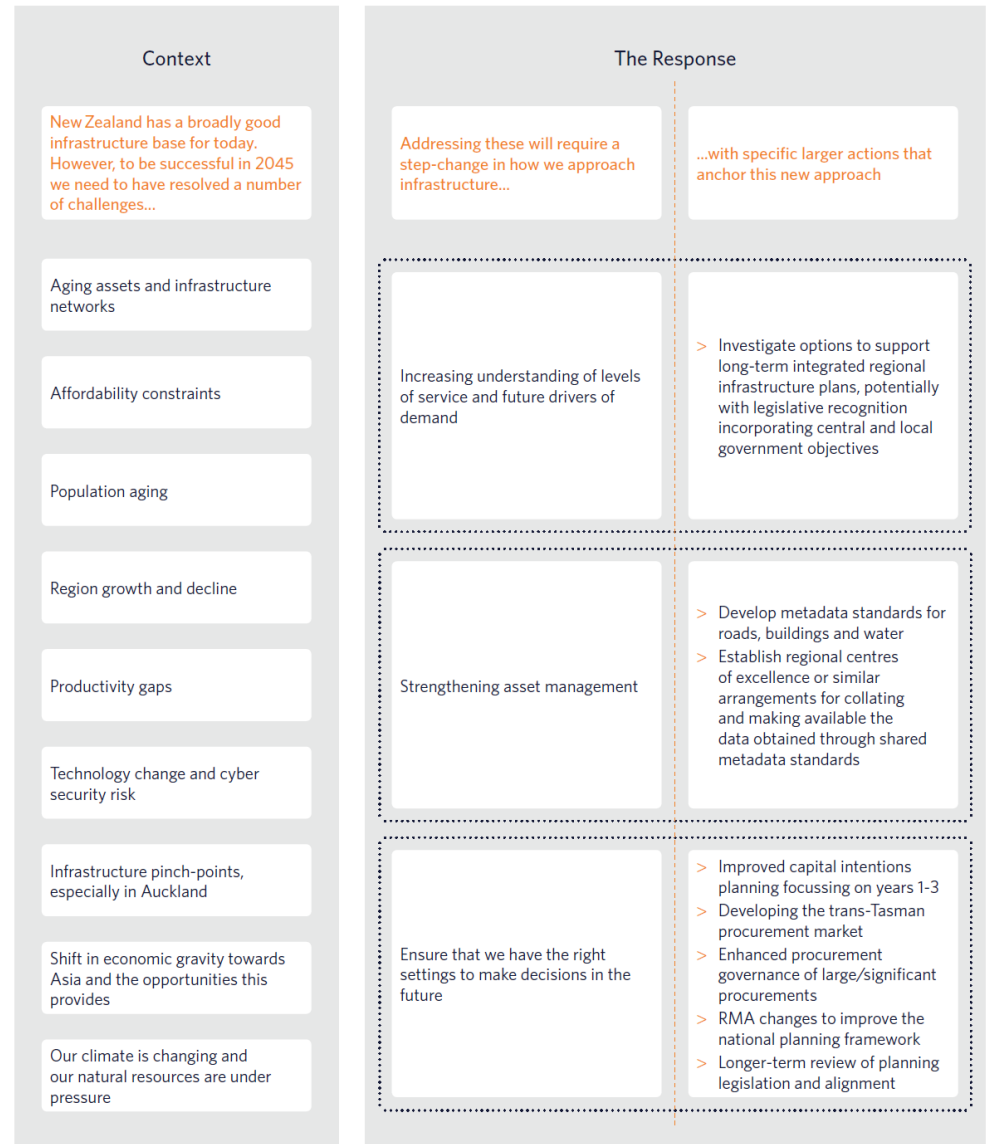 Context
New Zealand has a broadly good
infrastructure base for today.
However, to be successful in 2045
we need to have resolved a number
of challenges...
Aging assets and infrastructure
networks
Affordability constraints
Population aging
Region growth and decline
Productivity gaps
Technology change and cyber
security risk
Infrastructure pinch-points,
especially in Auckland
Shift in economic gravity towards
Asia and the opportunities this
provides
Our climate is changing and
our natural resources are under
pressure
The Response
Addressing these will require a
step-change in how we approach
infrastructure...
...with specific larger actions that
anchor this new approach
Increasing understanding of levels
of service and future drivers of
demand
> Investigate options to support
long-term integrated regional
infrastructure plans, potentially
with legislative recognition
incorporating central and local
government objectives
Strengthening asset management
> Develop metadata standards for
roads, buildings and water
> Establish regional centres
of excellence or similar
arrangements for collating
and making available the
data obtained through shared
metadata standards
Ensure that we have the right
settings to make decisions in the
future
> Improved capital intentions
planning focussing on years 1-3
> Developing the trans-Tasman
procurement market
> Enhanced procurement
governance of large/significant
procurements
> RMA changes to improve the
national planning framework
> Longer-term review of planning
legislation and alignment